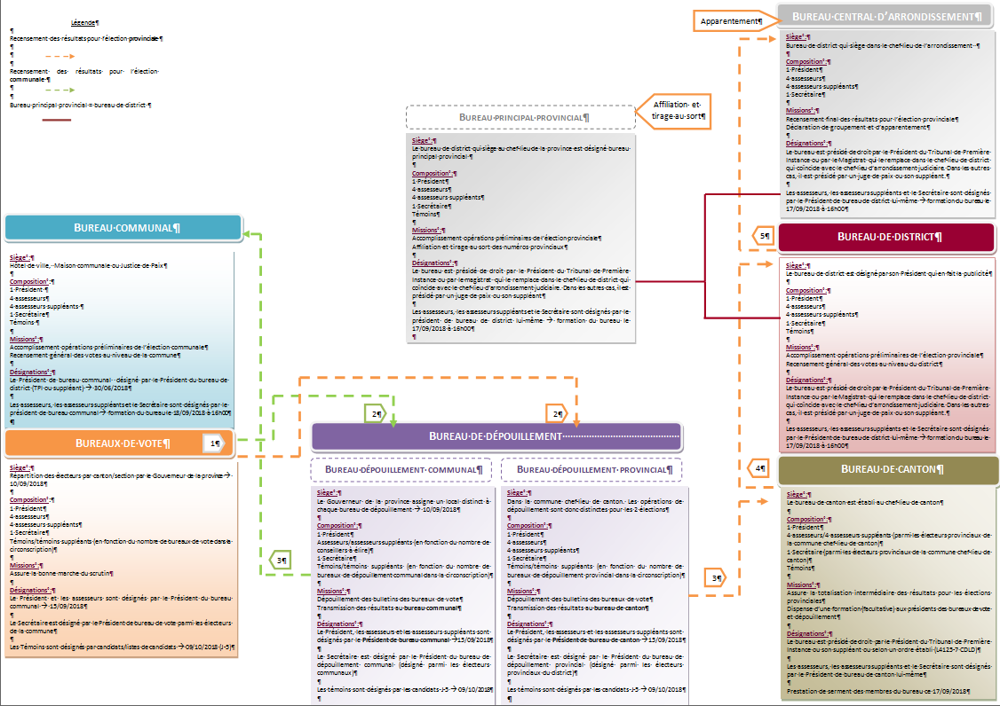 Légende¶
¶
Recensement des résultats pour l'élection provinciale¶
¶
¶
¶
Recensement des résultats pour l'élection
communale ¶
¶
¶
Bureau principal provincial = bureau de district ¶
Apparentement¶
BUREAU CENTRAL D'ARRONDISSEMENT¶
Siège² :¶
Bureau de district qui siège dans le chef-lieu de l'arrondissement ¶
¶
Composition² :¶
1 Président¶
4 assesseurs¶
4 assesseurs suppléants¶
1 Secrétaire¶
¶
Missions² :¶
Recensement final des résultats pour l'élection provinciale¶
Déclaration de groupement et d'apparentement¶
¶
Désignations² :¶
Le bureau est présidé de droit par le Président du Tribunal de Première
Instance ou par le Magistrat qui le remplace dans le chef-lieu de district
qui coïncide avec le chef-lieu d'arrondissement judiciaire. Dans les autres
cas, il est présidé par un juge de paix ou son suppléant.¶
¶
Les assesseurs, les assesseurs suppléants et le Secrétaire sont désignés
par le Président de bureau de district lui-même → formation du bureau le
17/09/2018 à 16h00¶
Affiliation et
tirage au sort¶
BUREAU PRINCIPAL PROVINCIAL¶
Siège² :¶
Le bureau de district qui siège au chef-lieu de la province est désigné bureau
principal provincial ¶
¶
Composition² :¶
1 Président¶
4 assesseurs¶
4 assesseurs suppléants¶
1 Secrétaire¶
Témoins¶
¶
Missions² :¶
Accomplissement opérations préliminaires de l'élection provinciale¶
Affiliation et tirage au sort des numéros provinciaux¶
¶
Désignations² :¶
Le bureau est présidé de droit par le Président du Tribunal de Première
Instance ou par le magistrat qui le remplace dans le chef-lieu de district qui
coïncide avec le chef-lieu d'arrondissement judiciaire. Dans les autres cas, il est
présidé par un juge de paix ou son suppléant¶
¶
Les assesseurs, les assesseurs suppléants et le Secrétaire sont désignés par le
président de bureau de district lui-même → formation du bureau le
17/09/2018 à 16h00¶
¶
BUREAU COMMUNAL¶
Siège² :¶
Hôtel de ville, Maison communale ou Justice de Paix¶
¶
Composition² :¶
1 Président ¶
4 assesseurs¶
4 assesseurs suppléants ¶
1 Secrétaire¶
Témoins ¶
¶
Missions² :¶
Accomplissement opérations préliminaires de l'élection communale¶
Recensement général des votes au niveau de la commune¶
¶
Désignations² :¶
Le Président de bureau communal désigné par le Président du bureau de
district (TPI ou suppléant) → 30/06/2018¶
¶
Les assesseurs, les assesseurs suppléants et le Secrétaire sont désignés par le
président de bureau communal → formation du bureau le 18/09/2018 à 16h00¶
¶
5¶
BUREAU DE DISTRICT¶
Siège² :¶
Le bureau de district est désigné par son Président qui en fait la publicité¶
¶
Composition² :¶
1 Président¶
4 assesseurs¶
4 assesseurs suppléants¶
1 Secrétaire¶
Témoins¶
¶
Missions² :¶
Accomplissement opérations préliminaires de l'élection provinciale¶
Recensement général des votes au niveau du district¶
¶
Désignations² :¶
Le bureau est présidé de droit par le Président du Tribunal de Première
Instance ou par le magistrat qui le remplace dans le chef-lieu de district
qui coïncide avec le chef-lieu d'arrondissement judiciaire. Dans les autres
cas, il est présidé par un juge de paix ou son suppléant.¶
¶
Les assesseurs, les assesseurs suppléants et le Secrétaire sont désignés
par le Président de bureau de district lui-même → formation du bureau le
17/09/2018 à 16h00¶
BUREAUX DE VOTE¶
1¶
Siège² :¶
Répartition des électeurs par canton/section par le Gouverneur de la province →
10/09/2018¶
¶
Composition² :¶
1 Président¶
4 assesseurs¶
4 assesseurs suppléants¶
1 Secrétaire¶
Témoins/témoins suppléants (en fonction du nombre de bureaux de vote dans la
circonscription)¶
¶
Missions² :¶
Assure la bonne marche du scrutin¶
¶
Désignations² :¶
Le Président et les assesseurs sont désignés par le Président du bureau
communal → 15/09/2018¶
¶
Le Secrétaire est désigné par le Président de bureau de vote parmi les électeurs
de la commune¶
¶
Les Témoins sont désignés par candidats/listes de candidats → 09/10/2018 (J-5)¶
2¶
2¶
3¶
BUREAU DE DÉPOUILLEMENT
BUREAU DÉPOUILLEMENT COMMUNAL¶
Siège² :¶
Le Gouverneur de la province assigne un local distinct à
chaque bureau de dépouillement → 10/09/2018¶
¶
Composition² :¶
1 Président¶
Assesseurs/assesseurs suppléants (en fonction du nombre de
conseillers à élire)¶
1 Secrétaire¶
Témoins/témoins suppléants (en fonction du nombre de
bureaux de dépouillement communal dans la circonscription)¶
¶
Missions² :¶
Dépouillement des bulletins des bureaux de vote¶
Transmission des résultats au bureau communal¶
¶
Désignations² :¶
Le Président, les assesseurs et les assesseurs suppléants sont
désignés par le Président de bureau communal → 15/09/2018¶
¶
Le Secrétaire est désigné par le Président du bureau de
dépouillement communal (désigné parmi les électeurs
communaux)¶
¶
Les témoins sont désignés par les candidats J-5 → 09/10/2018¶
¶
BUREAU DÉPOUILLEMENT PROVINCIAL¶
Siège² :¶
Dans la commune chef-lieu de canton. Les opérations de
dépouillement sont donc distinctes pour les 2 élections¶
¶
Composition² :¶
1 Président¶
4 assesseurs¶
4 assesseurs suppléants¶
1 Secrétaire¶
Témoins/témoins suppléants (en fonction du nombre de
bureaux de dépouillement provincial dans la circonscription)¶
¶
Missions² :¶
Dépouillement des bulletins des bureaux de vote¶
Transmission des résultats au bureau de canton¶
¶
Désignations² :¶
Le Président, les assesseurs et les assesseurs suppléants sont
désignés par le Président de bureau de canton → 15/09/2018¶
¶
Le Secrétaire est désigné par le Président du bureau de
dépouillement provincial (désigné parmi les électeurs
provinciaux du district)¶
¶
Les témoins sont désignés par les candidats J-5 → 09/10/2018¶
¶
3¶
4¶
BUREAU DE CANTON¶
Siège² :¶
Le bureau de canton est établi au chef-lieu de canton¶
¶
Composition² :¶
1 Président¶
4 assesseurs/4 assesseurs suppléants (parmi les électeurs provinciaux de
la commune chef-lieu de canton)¶
1 Secrétaire (parmi les électeurs provinciaux de la commune chef-lieu de
canton)¶
Témoins¶
¶
Missions² :¶
Assure la totalisation intermédiaire des résultats pour les élections
provinciales¶
Dispense d'une formation (facultative) aux présidents des bureaux de vote
et dépouillement¶
¶
Désignations² :¶
Le bureau est présidé de droit par le Président du Tribunal de Première
Instance ou son suppléant ou selon un ordre établi (L4125-7 CDLD)¶
¶
Les assesseurs, les assesseurs suppléants et le Secrétaire sont désignés
par le Président de bureau de canton lui-même¶
¶
Prestation de serment des membres du bureau ce 17/09/2018¶